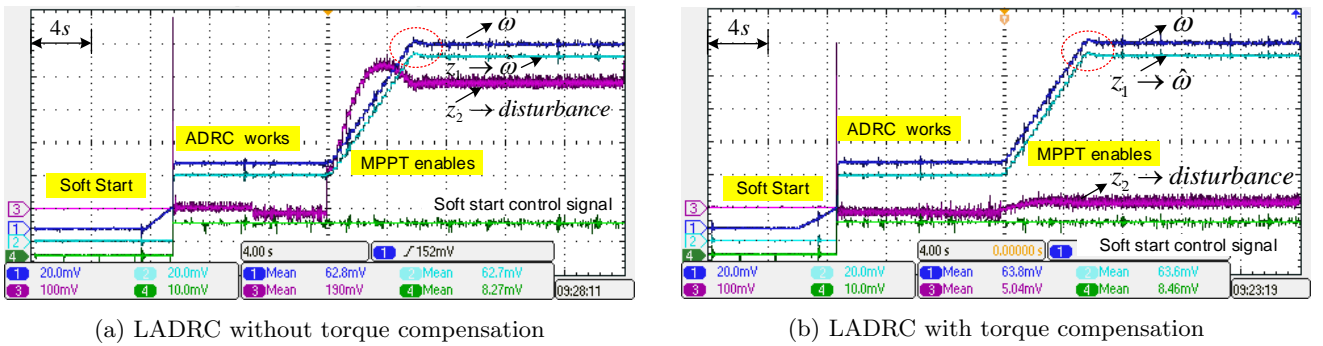 4s
ω
z₁ → ω̂
z₂ → disturbance
ADRC works
MPPT enables
Soft Start
Soft start control signal
3
1
2
4
4.00 s
1 152mV
1 20.0mV 2 20.0mV 1 Mean 62.8mV 2 Mean 62.7mV
3 100mV 4 10.0mV 3 Mean 190mV 4 Mean 8.27mV 09:28:11
(a) LADRC without torque compensation
4s
ω
z₁ → ω̂
ADRC works
MPPT enables
z₂ → disturbance
Soft Start
3
1
2
4
4.00 s 0.00000 s
1
Soft start control signal
1 20.0mV 2 20.0mV 1 Mean 63.8mV 2 Mean 63.6mV
3 100mV 4 10.0mV 3 Mean 5.04mV 4 Mean 8.46mV 09:23:19
(b) LADRC with torque compensation